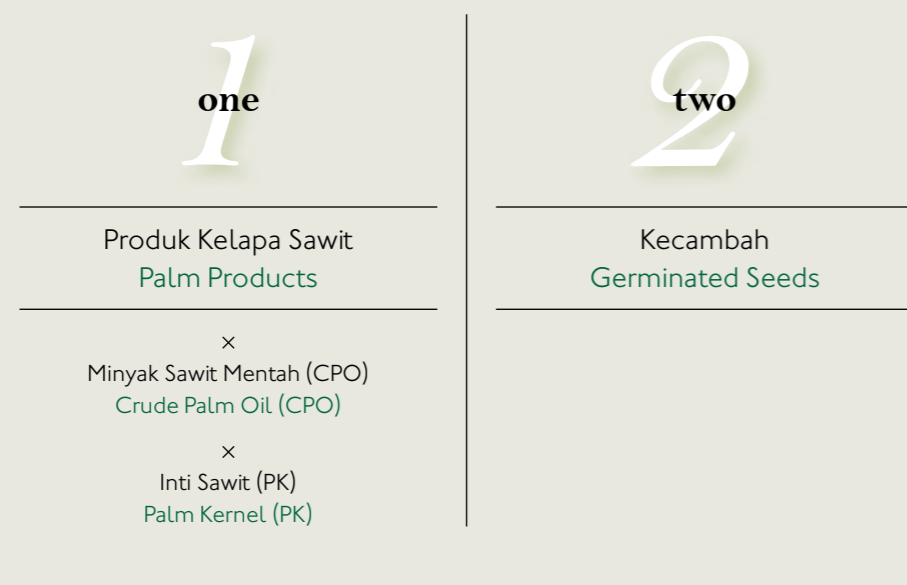 1
one
Produk Kelapa Sawit
Palm Products
×
Minyak Sawit Mentah (CPO)
Crude Palm Oil (CPO)
×
Inti Sawit (PK)
Palm Kernel (PK)
2
two
Kecambah
Germinated Seeds